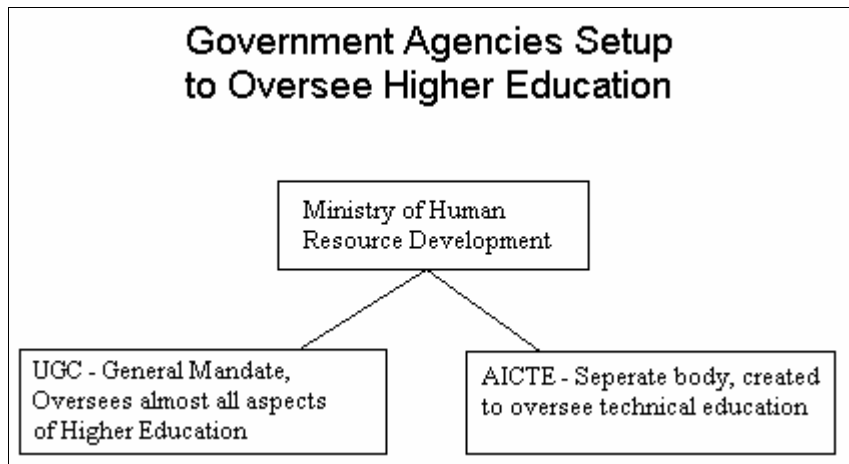 Government Agencies Setup
to Oversee Higher Education
Ministry of Human
Resource Development
UGC - General Mandate,
Oversees almost all aspects
of Higher Education
AICTE - Seperate body, created
to oversee technical education